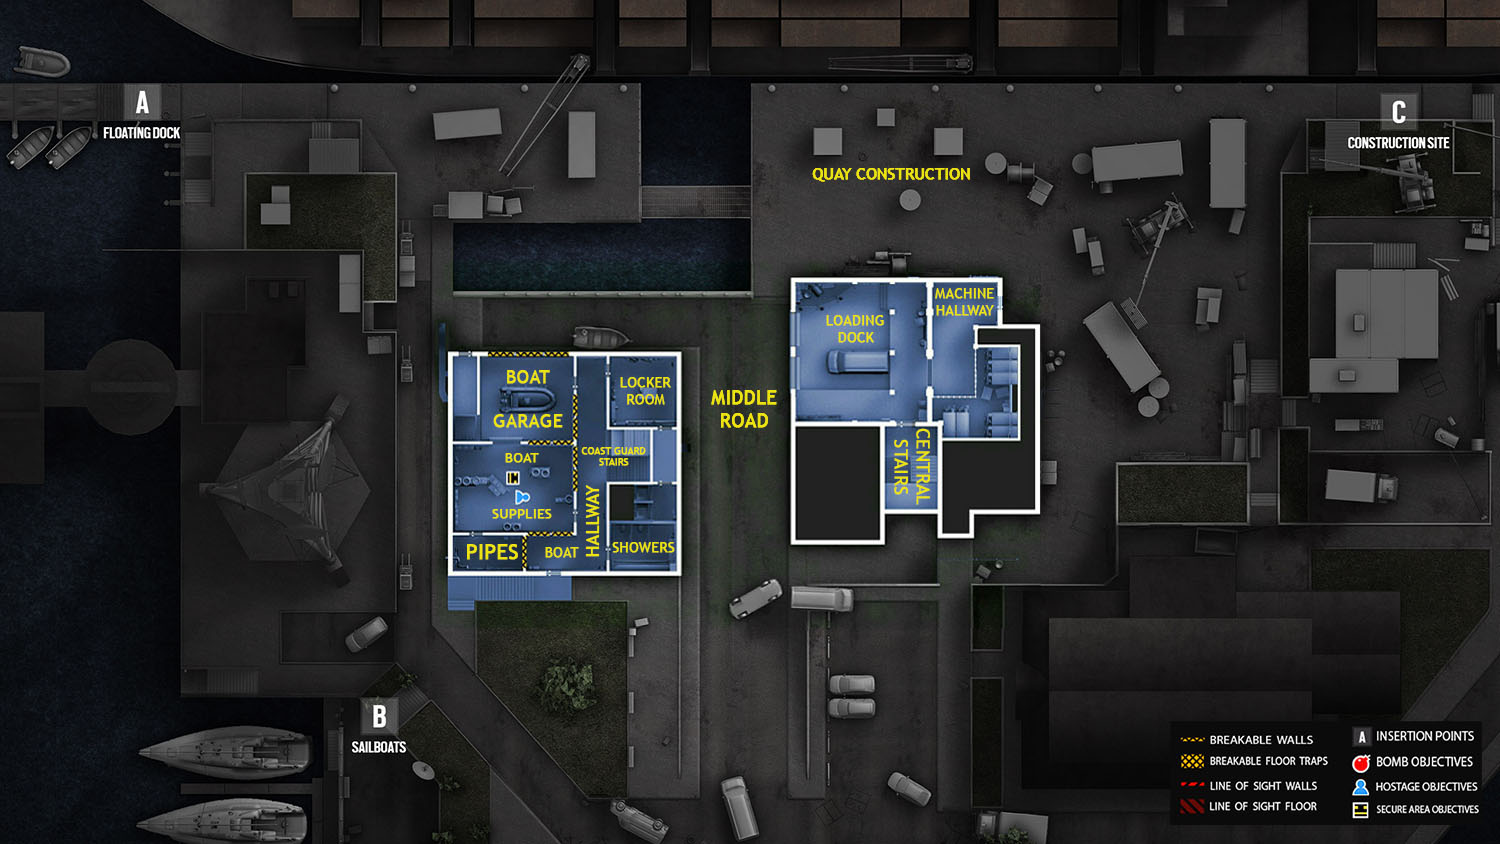 A
FLOATING DOCK
C
CONSTRUCTION SITE
QUAY CONSTRUCTION
MACHINE
HALLWAY
LOADING
DOCK
BOAT
GARAGE
LOCKER
ROOM
MIDDLE
ROAD
COAST GUARD
STAIRS
BOAT
SUPPLIES
HALLWAY
CENTRAL
STAIRS
PIPES
BOAT
SHOWERS
B
SAILBOATS
BREAKABLE WALLS
BREAKABLE FLOOR TRAPS
LINE OF SIGHT WALLS
LINE OF SIGHT FLOOR
A INSERTION POINTS
BOMB OBJECTIVES
HOSTAGE OBJECTIVES
SECURE AREA OBJECTIVES